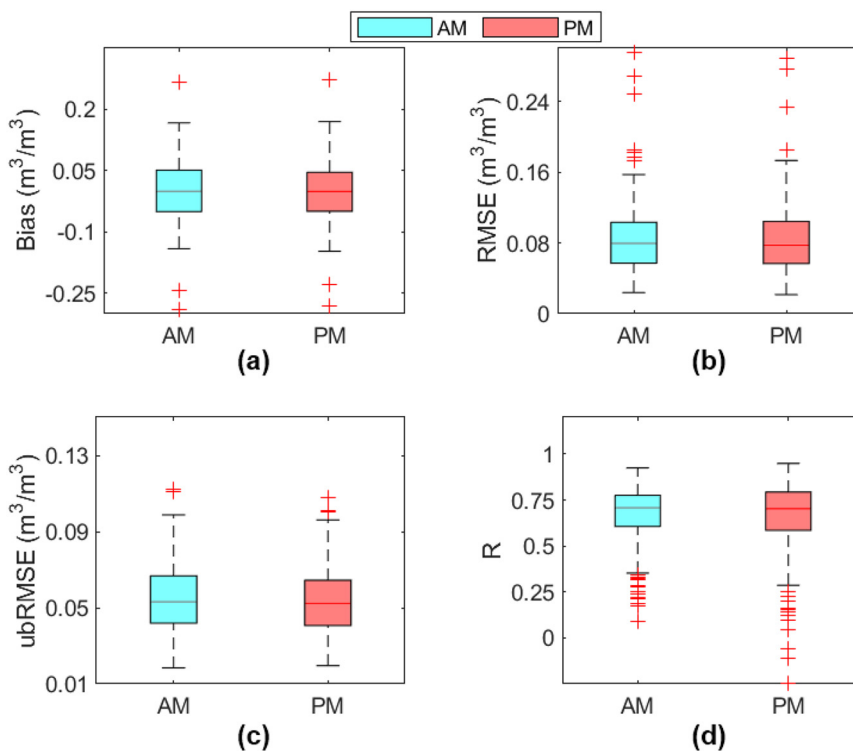 AM PM
Bias (m³/m³)
0.2
0.05
-0.1
-0.25
AM PM
(a)
RMSE (m³/m³)
0.24
0.16
0.08
0
AM PM
(b)
ubRMSE (m³/m³)
0.13
0.09
0.05
0.01
AM PM
(c)
R
1
0.75
0.5
0.25
0
AM PM
(d)